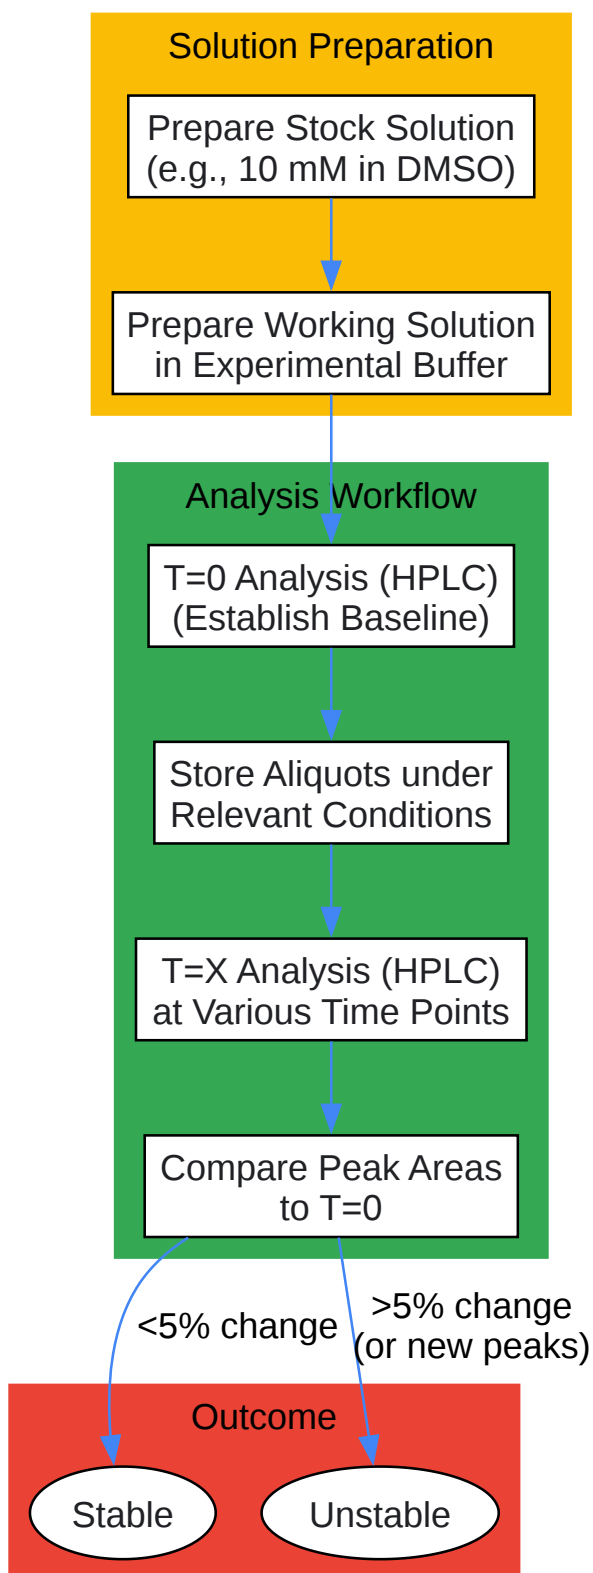 Solution Preparation
Prepare Stock Solution
(e.g., 10 mM in DMSO)
Prepare Working Solution
in Experimental Buffer
Analysis Workflow
T=0 Analysis (HPLC)
(Establish Baseline)
Store Aliquots under
Relevant Conditions
T=X Analysis (HPLC)
at Various Time Points
Compare Peak Areas
to T=0
<5% change
>5% change
(or new peaks)
Outcome
Stable
Unstable